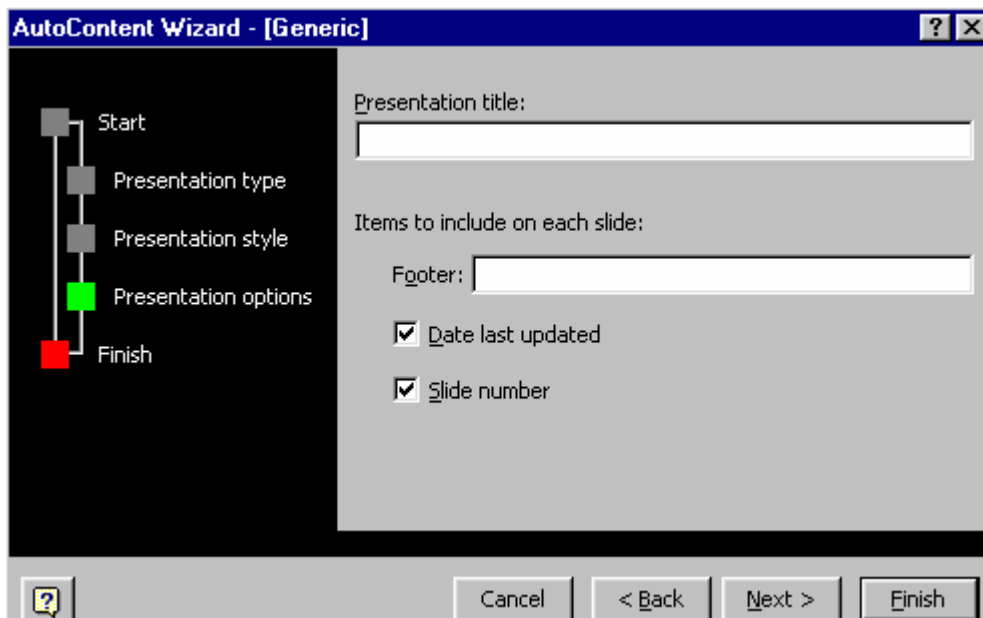 AutoContent Wizard - [Generic]
Start
Presentation type
Presentation style
Presentation options
Finish
Presentation title:
Items to include on each slide:
Footer:
Date last updated
Slide number
Cancel
< Back
Next >
Finish